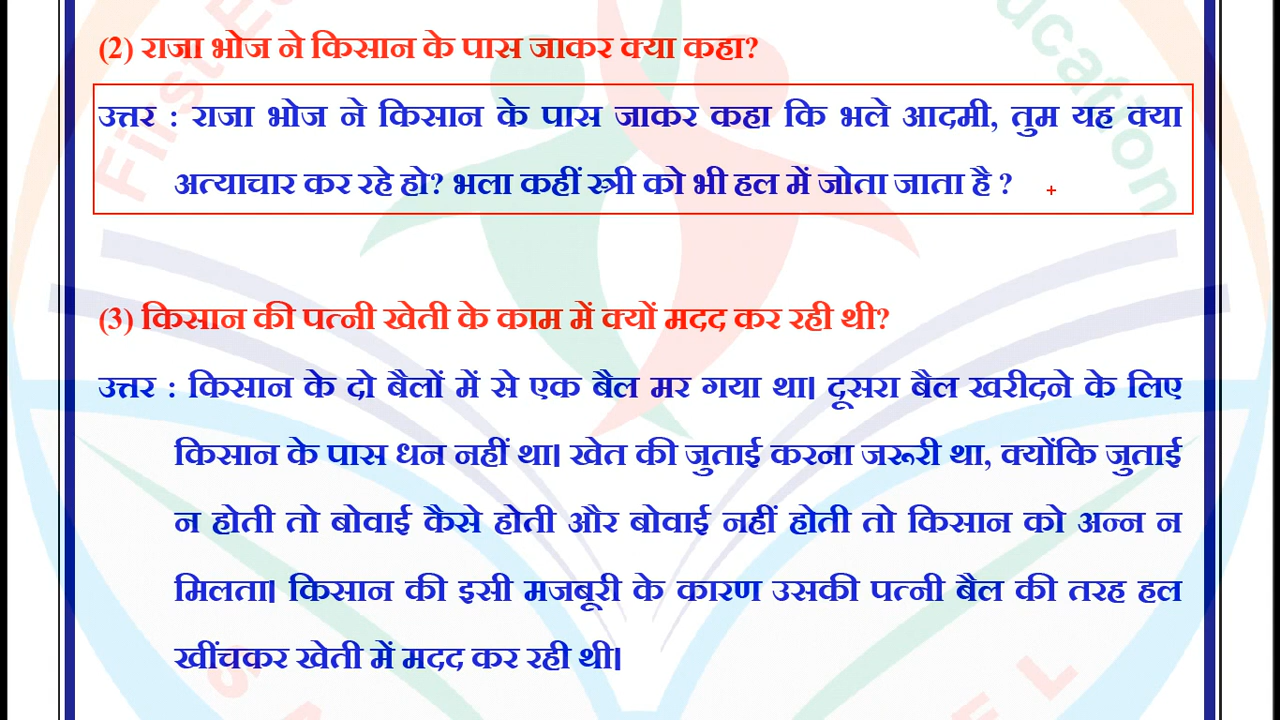 (2) राजा भोज ने किसान के पास जाकर क्या कहा?
उत्तर : राजा भोज ने किसान के पास जाकर कहा कि भले आदमी, तुम यह क्या
अत्याचार कर रहे हो? भला कहीं स्त्री को भी हल में जोता जाता है ?
(3) किसान की पत्नी खेती के काम में क्यों मदद कर रही थी?
उत्तर : किसान के दो बैलों में से एक बैल मर गया था। दूसरा बैल खरीदने के लिए
किसान के पास धन नहीं था। खेत की जुताई करना जरूरी था, क्योंकि जुताई
न होती तो बोवाई कैसे होती और बोवाई नहीं होती तो किसान को अन्न न
मिलता। किसान की इसी मजबूरी के कारण उसकी पत्नी बैल की तरह हल
खींचकर खेती में मदद कर रही थी।